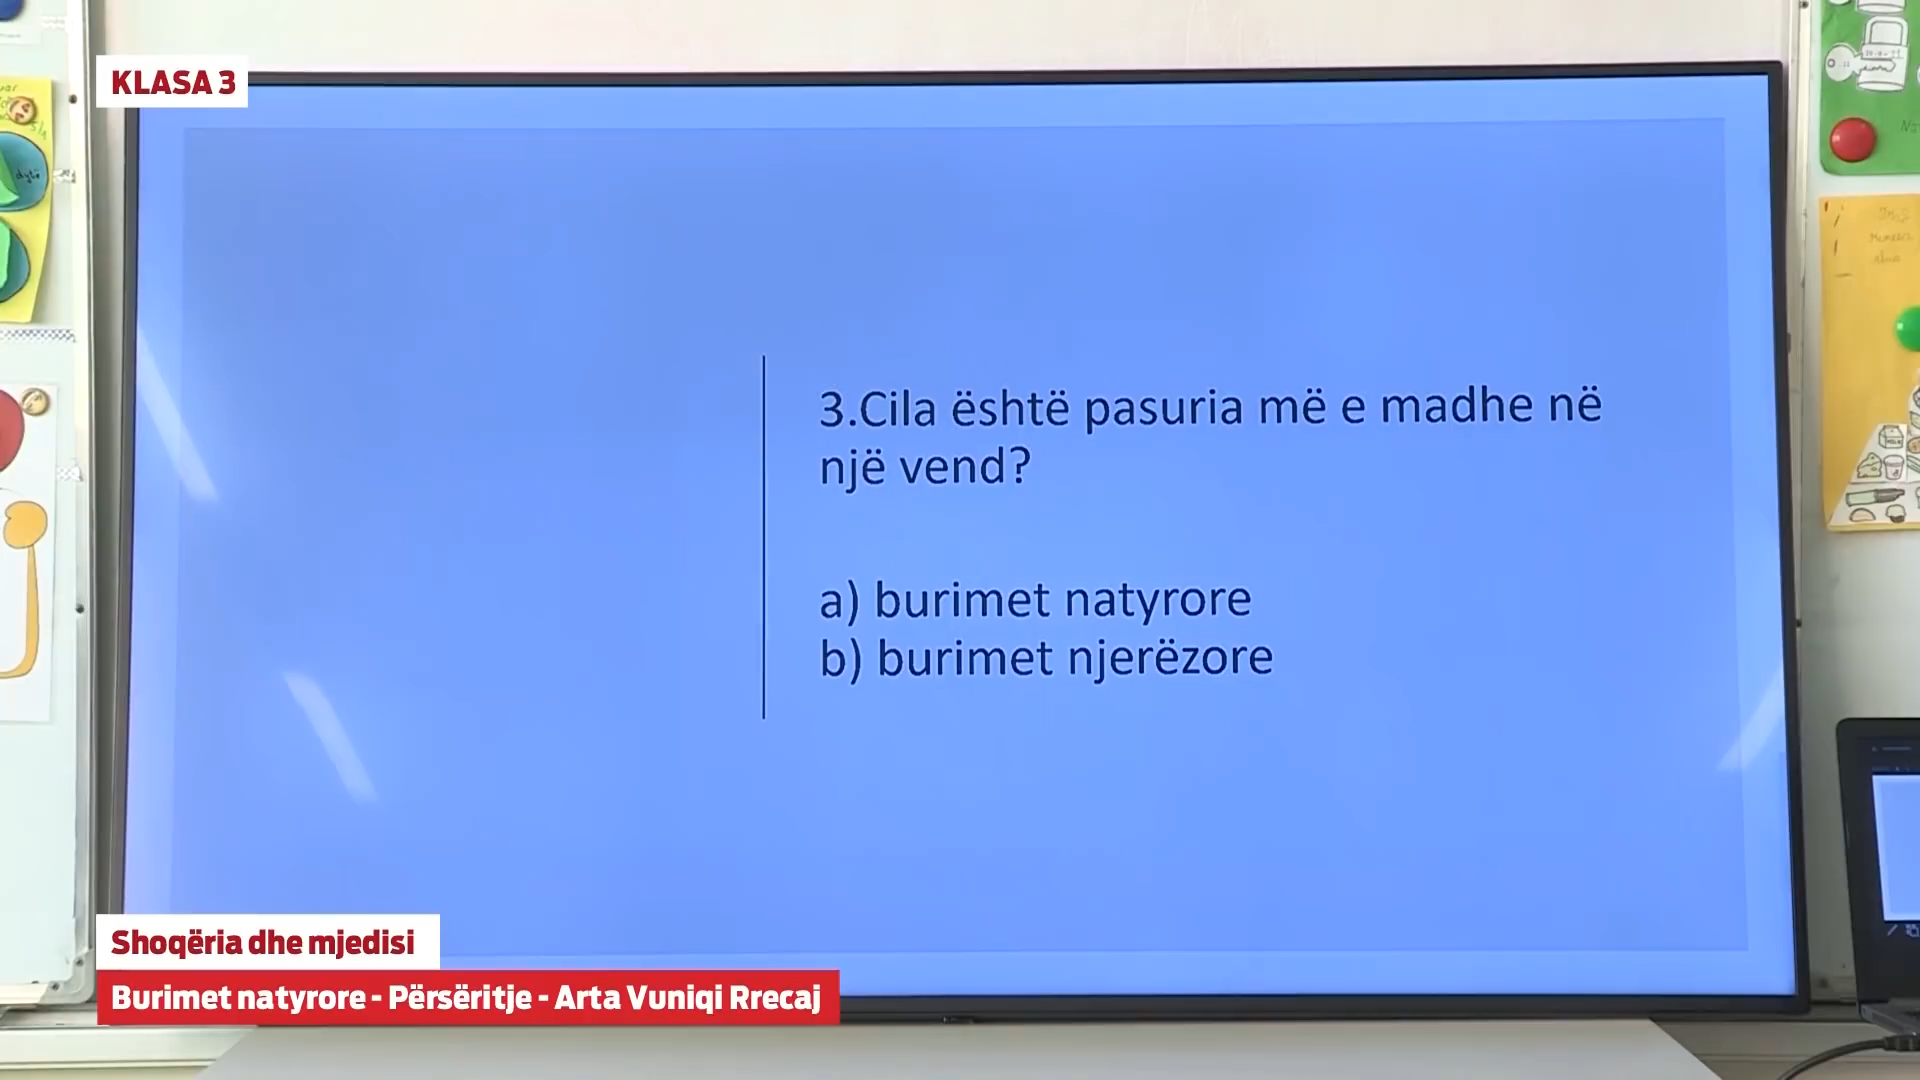 KLASA 3
3.Cila është pasuria më e madhe në
një vend?
a) burimet natyrore
b) burimet njerëzore
Shoqëria dhe mjedisi
Burimet natyrore - Përsëritje - Arta Vuniqi Rrecaj